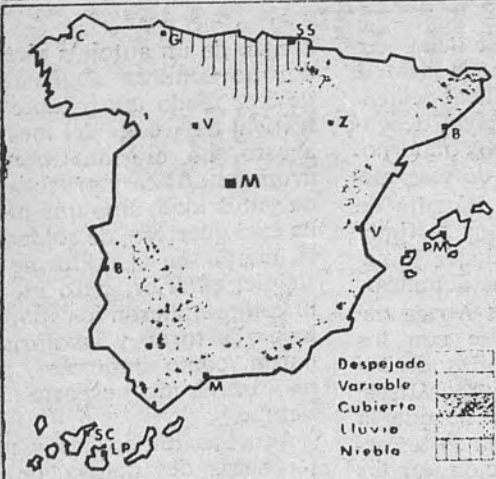 C
G
SS
V
Z
B
M
V
PM
B
S
M
SC
LP
Despejado
Variable
Cubierto
Lluvia
Niebla